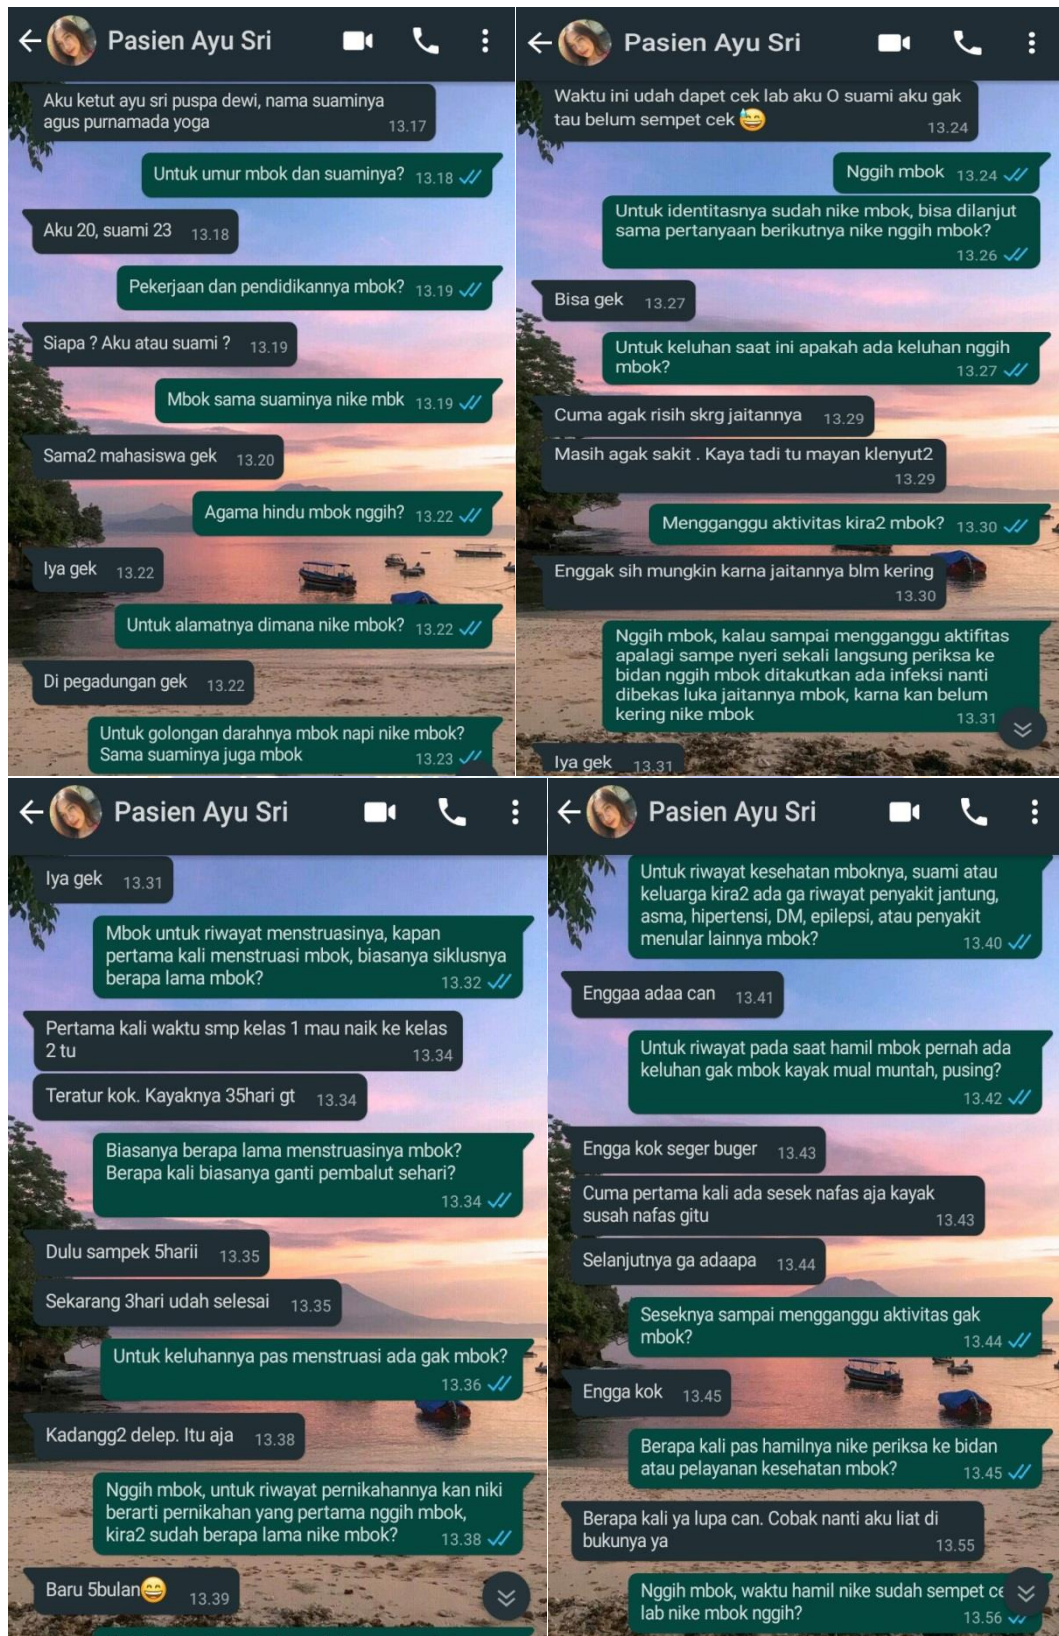 Pasien Ayu Sri
Aku ketut ayu sri puspa dewi, nama suaminya
agus purnamada yoga
13.17
Untuk umur mbok dan suaminya? 13.18
Aku 20, suami 23 13.18
Pekerjaan dan pendidikannya mbok? 13.19
Siapa ? Aku atau suami ? 13.19
Mbok sama suaminya nike mbk 13.19
Sama2 mahasiswa gek 13.20
Agama hindu mbok nggih? 13.22
Iya gek 13.22
Untuk alamatnya dimana nike mbok? 13.22
Di pegadungan gek 13.22
Untuk golongan darahnya mbok napi nike mbok?
Sama suaminya juga mbok 13.23
Pasien Ayu Sri
Waktu ini udah dapet cek lab aku O suami aku gak
tau belum sempet cek 😅
13.24
Nggih mbok 13.24
Untuk identitasnya sudah nike mbok, bisa dilanjut
sama pertanyaan berikutnya nike nggih mbok?
13.26
Bisa gek 13.27
Untuk keluhan saat ini apakah ada keluhan nggih
mbok? 13.27
Cuma agak risih skrg jaitannya 13.29
Masih agak sakit . Kaya tadi tu mayan klenyut2
13.29
Mengganggu aktivitas kira2 mbok? 13.30
Enggak sih mungkin karna jaitannya blm kering
13.30
Nggih mbok, kalau sampai mengganggu aktifitas
apalagi sampe nyeri sekali langsung periksa ke
bidan nggih mbok ditakutkan ada infeksi nanti
dibekas luka jaitannya mbok, karna kan belum
kering nike mbok 13.31
Iya gek 13.31
Pasien Ayu Sri
Iya gek 13.31
Mbok untuk riwayat menstruasinya, kapan
pertama kali menstruasi mbok, biasanya siklusnya
berapa lama mbok? 13.32
Pertama kali waktu smp kelas 1 mau naik ke kelas
2 tu 13.34
Teratur kok. Kayaknya 35hari gt 13.34
Biasanya berapa lama menstruasinya mbok?
Berapa kali biasanya ganti pembalut sehari?
13.34
Dulu sampek 5harii 13.35
Sekarang 3hari udah selesai 13.35
Untuk keluhannya pas menstruasi ada gak mbok?
13.36
Kadangg2 delep. Itu aja 13.38
Nggih mbok, untuk riwayat pernikahannya kan niki
berarti pernikahan yang pertama nggih mbok,
kira2 sudah berapa lama nike mbok? 13.38
Baru 5bulan😄 13.39
Pasien Ayu Sri
Untuk riwayat kesehatan mboknya, suami atau
keluarga kira2 ada ga riwayat penyakit jantung,
asma, hipertensi, DM, epilepsi, atau penyakit
menular lainnya mbok? 13.40
Enggaa adaa can 13.41
Untuk riwayat pada saat hamil mbok pernah ada
keluhan gak mbok kayak mual muntah, pusing?
13.42
Engga kok seger buger 13.43
Cuma pertama kali ada sesek nafas aja kayak
susah nafas gitu 13.43
Selanjutnya ga adaapa 13.44
Seseknya sampai mengganggu aktivitas gak
mbok? 13.44
Engga kok 13.45
Berapa kali pas hamilnya nike periksa ke bidan
atau pelayanan kesehatan mbok? 13.45
Berapa kali ya lupa can. Cobak nanti aku liat di
bukunya ya 13.55
Nggih mbok, waktu hamil nike sudah sempet ce
lab nike mbok nggih? 13.56